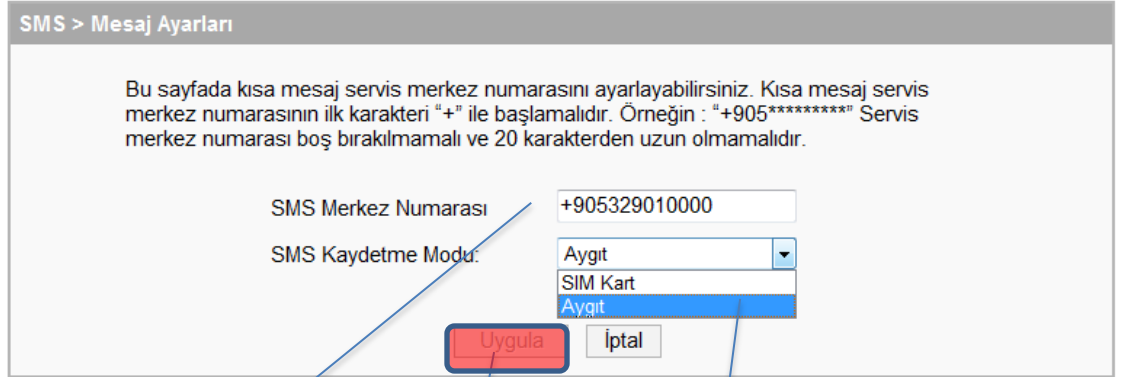 SMS > Mesaj Ayarları
Bu sayfada kısa mesaj servis merkez numarasını ayarlayabilirsiniz. Kısa mesaj servis
merkez numarasının ilk karakteri “+” ile başlamalıdır. Örneğin : “+905*********” Servis
merkez numarası boş bırakılmamalı ve 20 karakterden uzun olmamalıdır.
SMS Merkez Numarası +905329010000
SMS Kaydetme Modu: Aygıt
SIM Kart
Aygıt
Uygula İptal